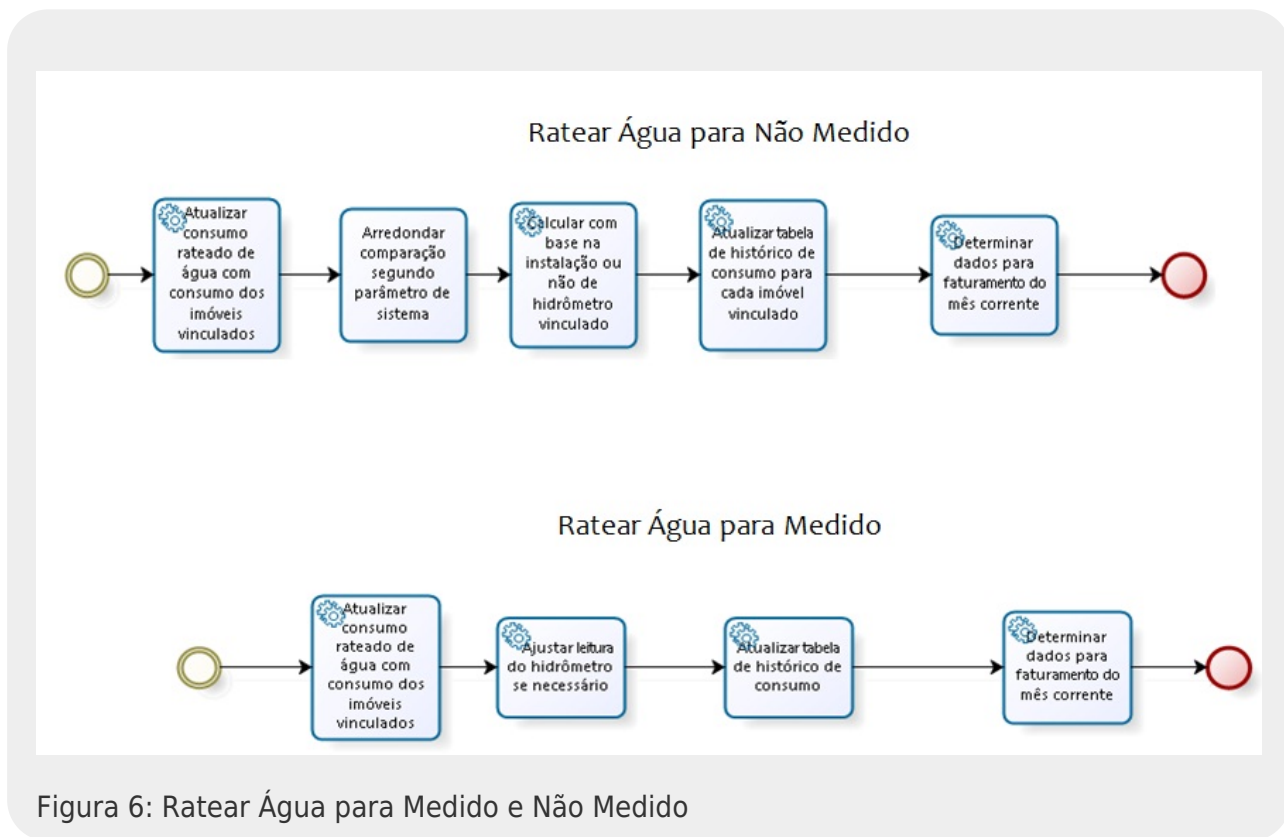 Ratear Água para Não Medido
Atualizar
consumo
rateado de
água com
consumo dos
imóveis
vinculados
Arredondar
comparação
segundo
parâmetro de
sistema
Calcular com
base na
instalação ou
não de
hidrômetro
vinculado
Atualizar tabela
de histórico de
consumo para
cada imóvel
vinculado
Determinar
dados para
faturamento do
mês corrente
Ratear Água para Medido
Atualizar
consumo
rateado de
água com
consumo dos
imóveis
vinculados
Ajustar leitura
do hidrômetro
se necessário
Atualizar tabela
de histórico de
consumo
Determinar
dados para
faturamento do
mês corrente
Figura 6: Ratear Água para Medido e Não Medido